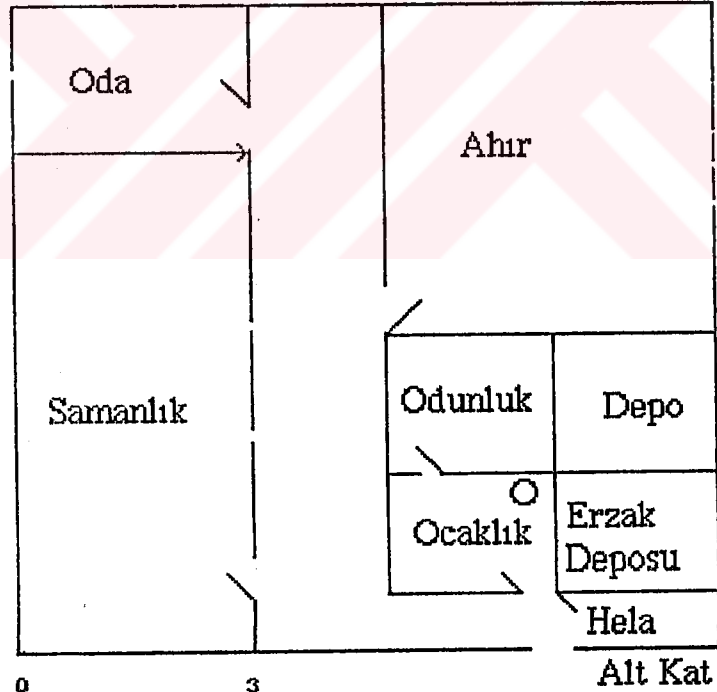 Oda
Ahır
Samanlık
Odunluk
Depo
Ocaklık
Erzak
Deposu
Hela
Alt Kat
0 3